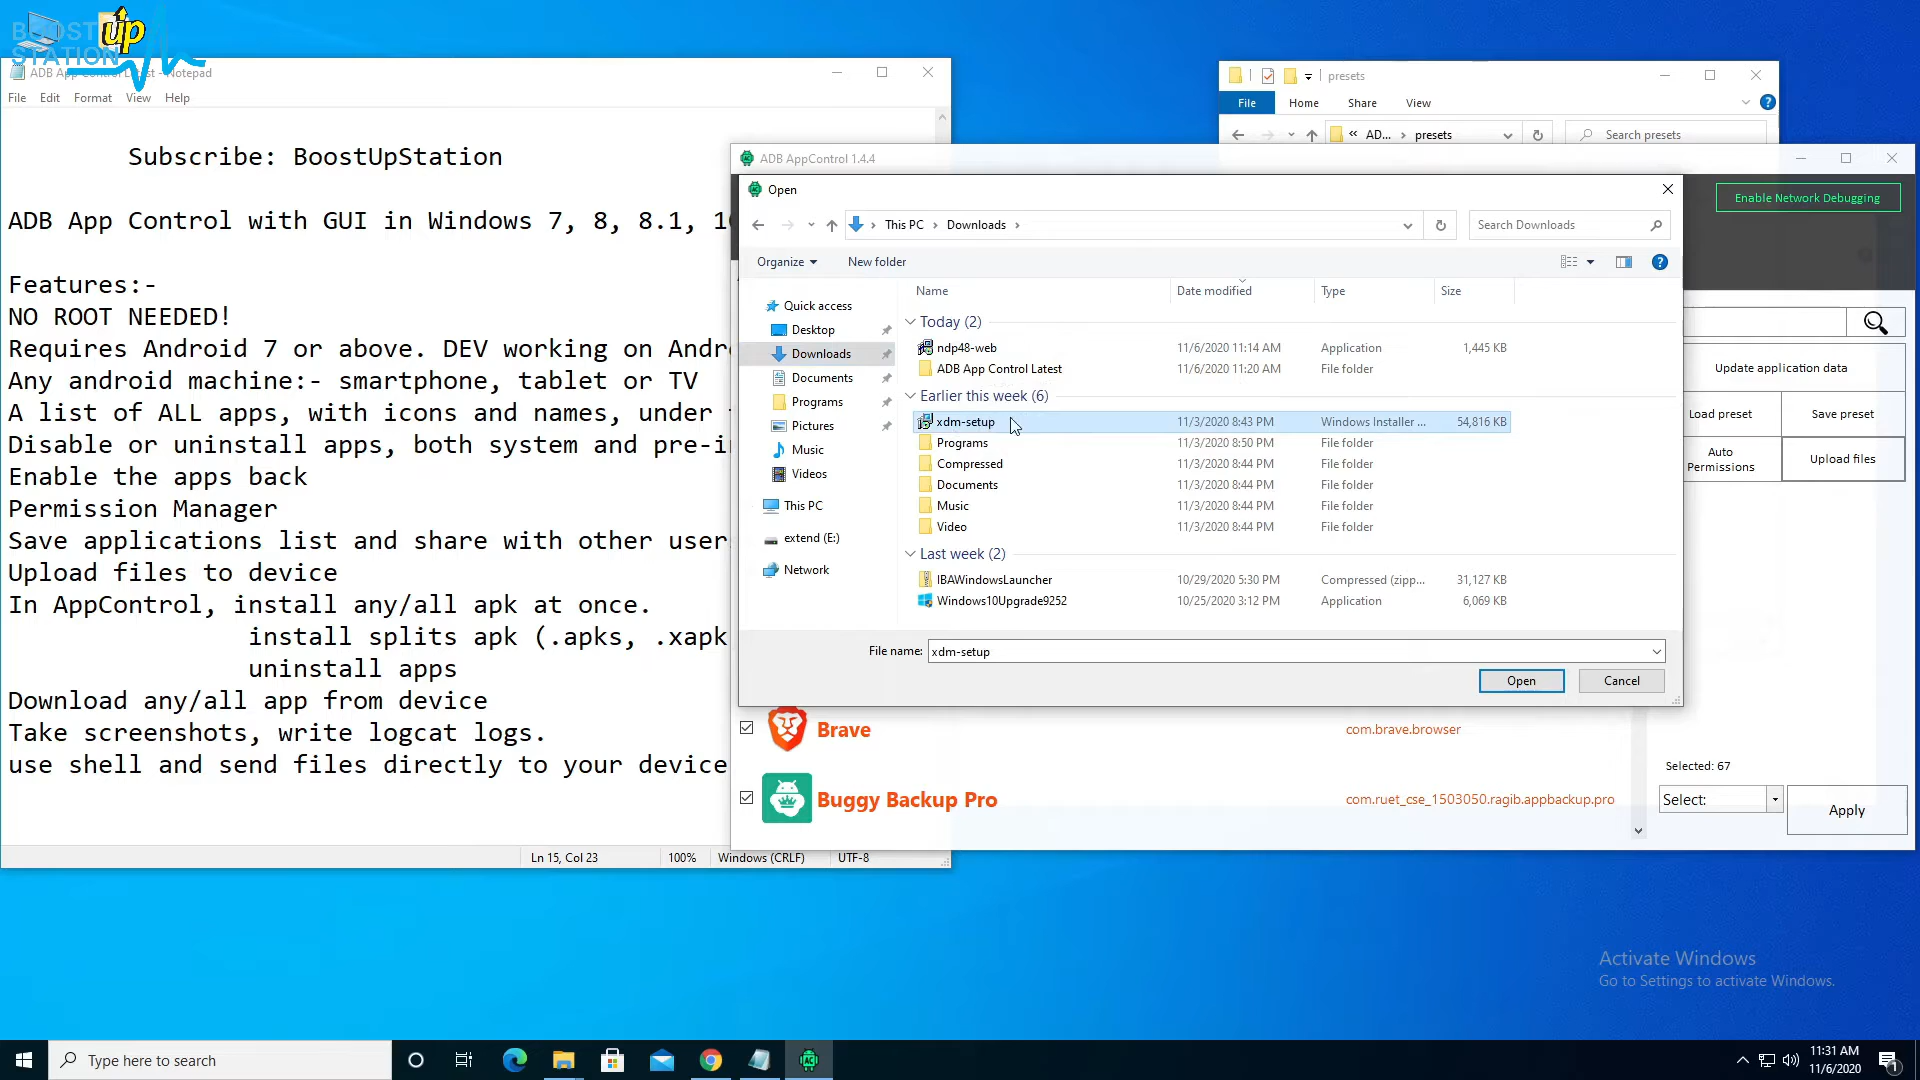 BOOST
up
STATION
ADB App Control Latest - Notepad
File Edit Format View Help
Subscribe: BoostUpStation
ADB App Control with GUI in Windows 7, 8, 8.1,
Features:-
NO ROOT NEEDED!
Requires Android 7 or above. DEV working on
Any android machine:- smartphone, tablet or TV
A list of ALL apps, with icons and names, under
Disable or uninstall apps, both system and
Enable the apps back
Permission Manager
Save applications list and share with other
Upload files to device
In AppControl, install any/all apk at once.
install splits apk (.apks, .xapk
uninstall apps
Download any/all app from device
Take screenshots, write logcat logs.
use shell and send files directly to your device
Ln 15, Col 23 100% Windows (CRLF) UTF-8
presets
File Home Share View
« AD... › presets
Search presets
ADB AppControl 1.4.4
Enable Network Debugging
Open
This PC › Downloads ›
Search Downloads
Organize New folder
Quick access
Desktop
Downloads
Documents
Programs
Pictures
Music
Videos
This PC
extend (E:)
Network
Name Date modified Type Size
Today (2)
ndp48-web 11/6/2020 11:14 AM Application 1,445 KB
ADB App Control Latest 11/6/2020 11:20 AM File folder
Earlier this week (6)
xdm-setup 11/3/2020 8:43 PM Windows Installer ... 54,816 KB
Programs 11/3/2020 8:50 PM File folder
Compressed 11/3/2020 8:44 PM File folder
Documents 11/3/2020 8:44 PM File folder
Music 11/3/2020 8:44 PM File folder
Video 11/3/2020 8:44 PM File folder
Last week (2)
IBAWindowsLauncher 10/29/2020 5:30 PM Compressed (zipp... 31,127 KB
Windows10Upgrade9252 10/25/2020 3:12 PM Application 6,069 KB
File name: xdm-setup
Open Cancel
Update application data
Load preset Save preset
Auto
Permissions
Upload files
Brave com.brave.browser
Buggy Backup Pro com.ruet_cse_1503050.ragib.appbackup.pro
Selected: 67
Select:
Apply
Activate Windows
Go to Settings to activate Windows.
Type here to search
11:31 AM
11/6/2020
1